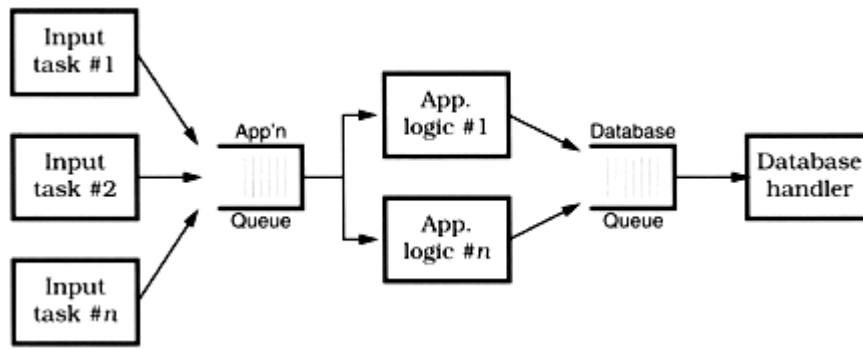 Input
task #1
Input
task #2
Input
task #n
App'n
Queue
App.
logic #1
App.
logic #n
Database
Queue
Database
handler